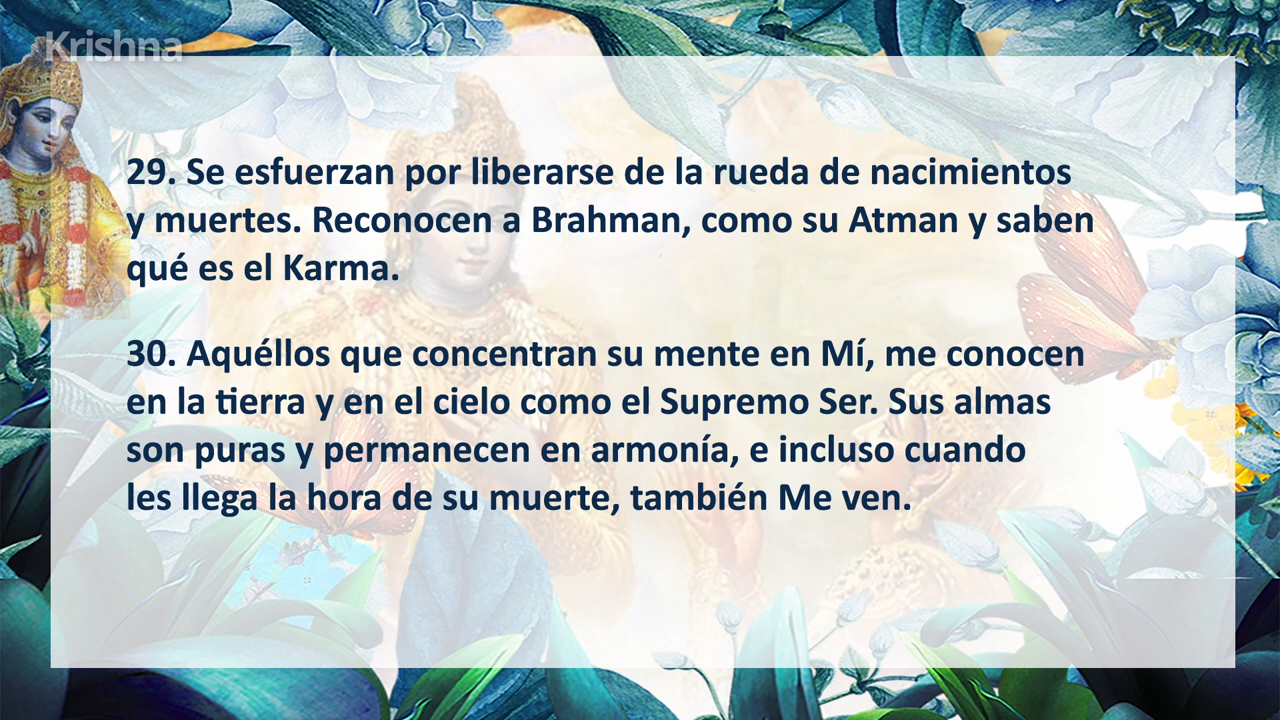 Krishna
29. Se esfuerzan por liberarse de la rueda de nacimientos
y muertes. Reconocen a Brahman, como su Atman y saben
qué es el Karma.
30. Aquéllos que concentran su mente en Mí, me conocen
en la tierra y en el cielo como el Supremo Ser. Sus almas
son puras y permanecen en armonía, e incluso cuando
les llega la hora de su muerte, también Me ven.